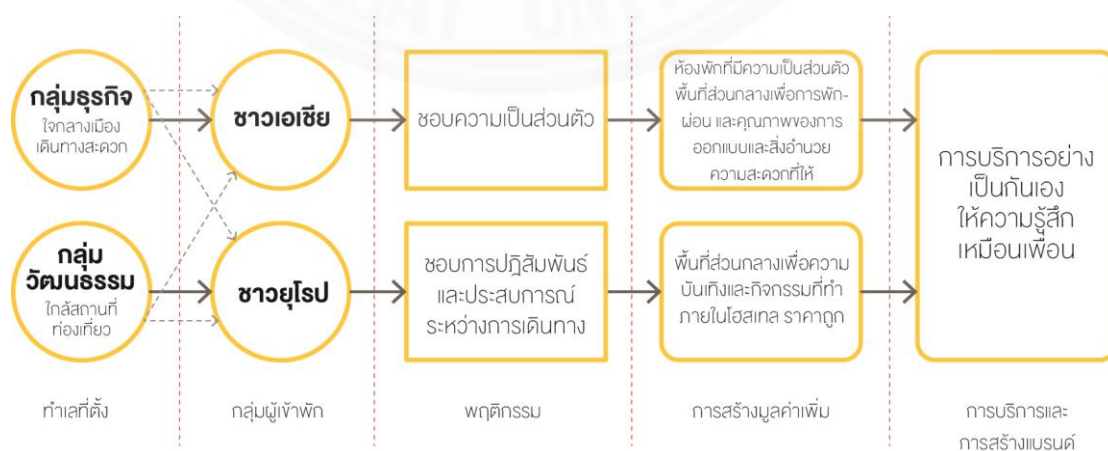 กลุ่มธุรกิจ
ใจกลางเมือง
เดินทางสะดวก
ชาวเอเชีย
ชอบความเป็นส่วนตัว
ห้องพักที่มีความเป็นส่วนตัว
พื้นที่ส่วนกลางเพื่อการพัก-
ผ่อน และคุณภาพของการ
ออกแบบและสิ่งอำนวย
ความสะดวกที่ให้
การบริการอย่าง
เป็นกันเอง
ให้ความรู้สึก
เหมือนเพื่อน
กลุ่ม
วัฒนธรรม
ใกล้สถานที่
ท่องเที่ยว
ชาวยุโรป
ชอบการปฎิสัมพันธ์
และประสบการณ์
ระหว่างการเดินทาง
พื้นที่ส่วนกลางเพื่อความ
บันเทิงและกิจกรรมที่ทำ
ภายในโฮสเทล ราคาถูก
ทำเลที่ตั้ง
กลุ่มผู้เข้าพัก
พฤติกรรม
การสร้างมูลค่าเพิ่ม
การบริการและ
การสร้างแบรนด์